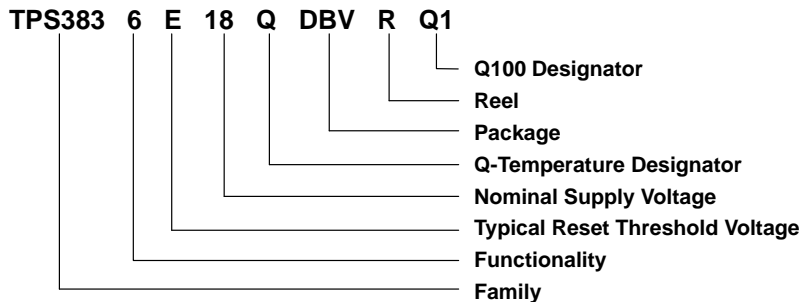 TPS383 6 E 18 Q DBV R Q1
Q100 Designator
Reel
Package
Q-Temperature Designator
Nominal Supply Voltage
Typical Reset Threshold Voltage
Functionality
Family